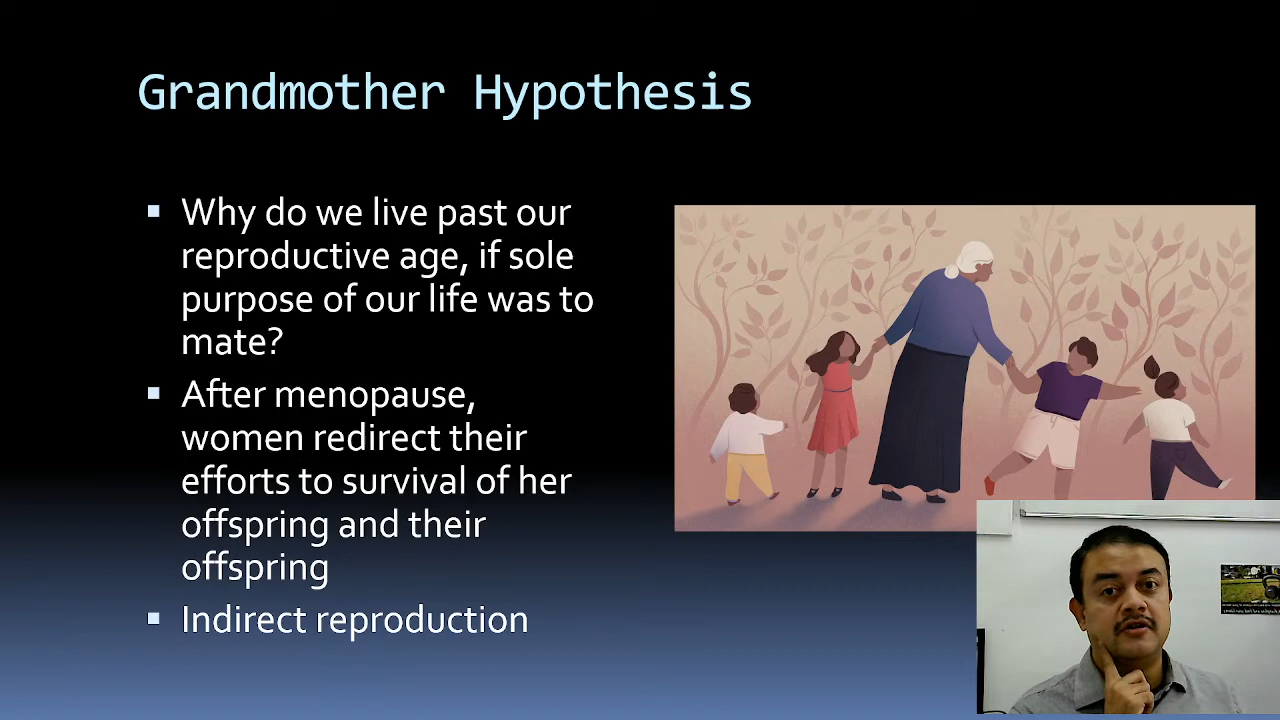 Grandmother Hypothesis
▪ Why do we live past our
reproductive age, if sole
purpose of our life was to
mate?
▪ After menopause,
women redirect their
efforts to survival of her
offspring and their
offspring
▪ Indirect reproduction